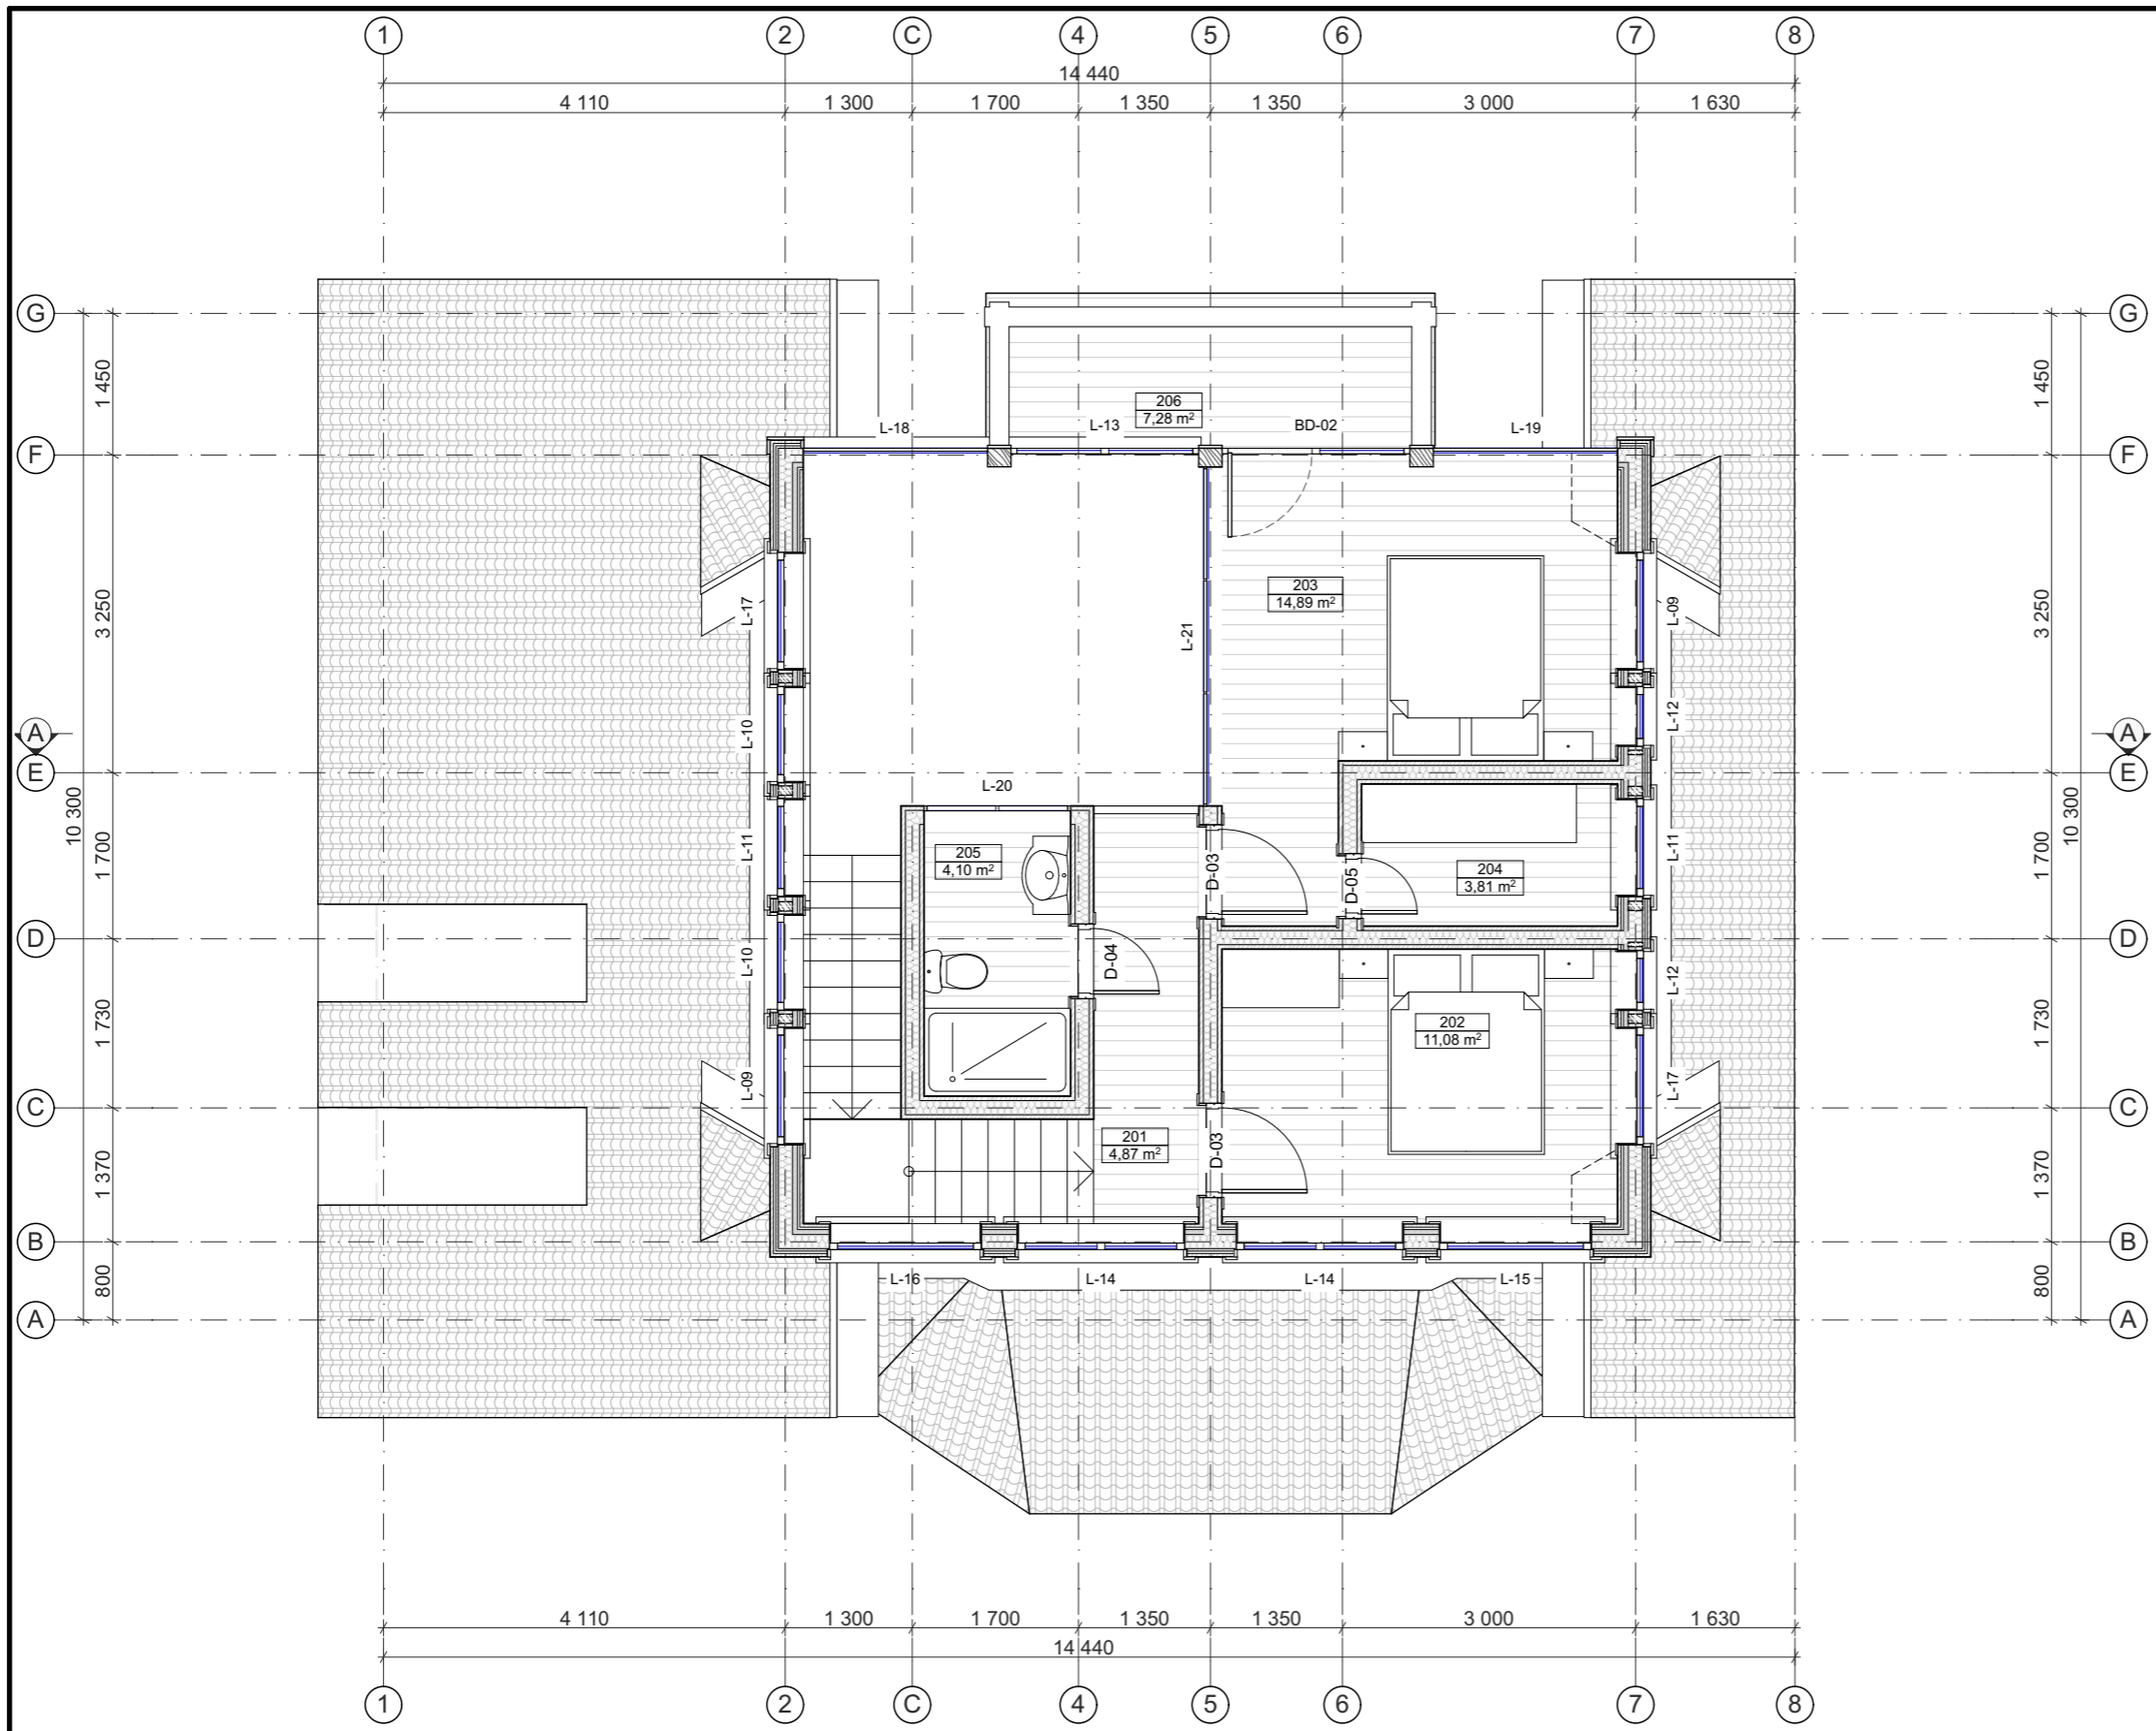 1 2 C 4 5 6 7 8
14 440
4 110 1 300 1 700 1 350 1 350 3 000 1 630
G G
1 450 1 450
206
7,28 m²
L-18 L-13 BD-02 L-19
F F
203
14,89 m²
3 250 L-17 L-21 L-09 3 250
L-10 L-12
A A
E E
L-20
10 300 10 300
1 700 L-11 L-11 1 700
205
4,10 m²
D-03 D-05
204
3,81 m²
D D
D-04
L-10 L-12
1 730 1 730
202
11,08 m²
L-09 L-17
C C
201
4,87 m²
D-03
1 370 1 370
B B
800 L-16 L-14 L-14 L-15 800
A A
4 110 1 300 1 700 1 350 1 350 3 000 1 630
14 440
1 2 C 4 5 6 7 8